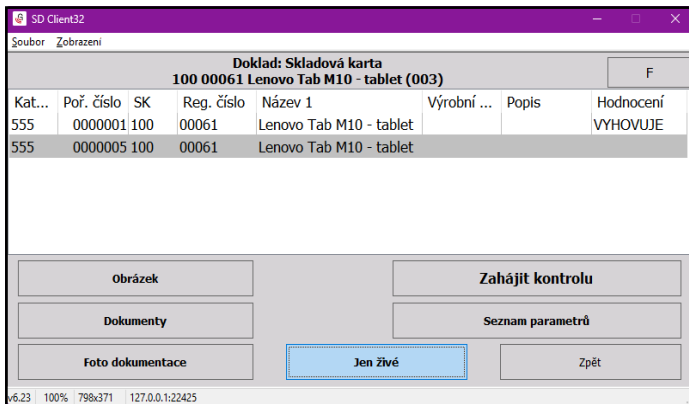 SD Client32
Soubor Zobrazení
Doklad: Skladová karta
100 00061 Lenovo Tab M10 - tablet (003)
F
Kat... Poř. číslo SK Reg. číslo Název 1 Výrobní ... Popis Hodnocení
555 0000001 100 00061 Lenovo Tab M10 - tablet VYHOVUJE
555 0000005 100 00061 Lenovo Tab M10 - tablet
Obrázek Zahájit kontrolu
Dokumenty Seznam parametrů
Foto dokumentace Jen živé Zpět
v6.23 100% 798x371 127.0.0.1:22425